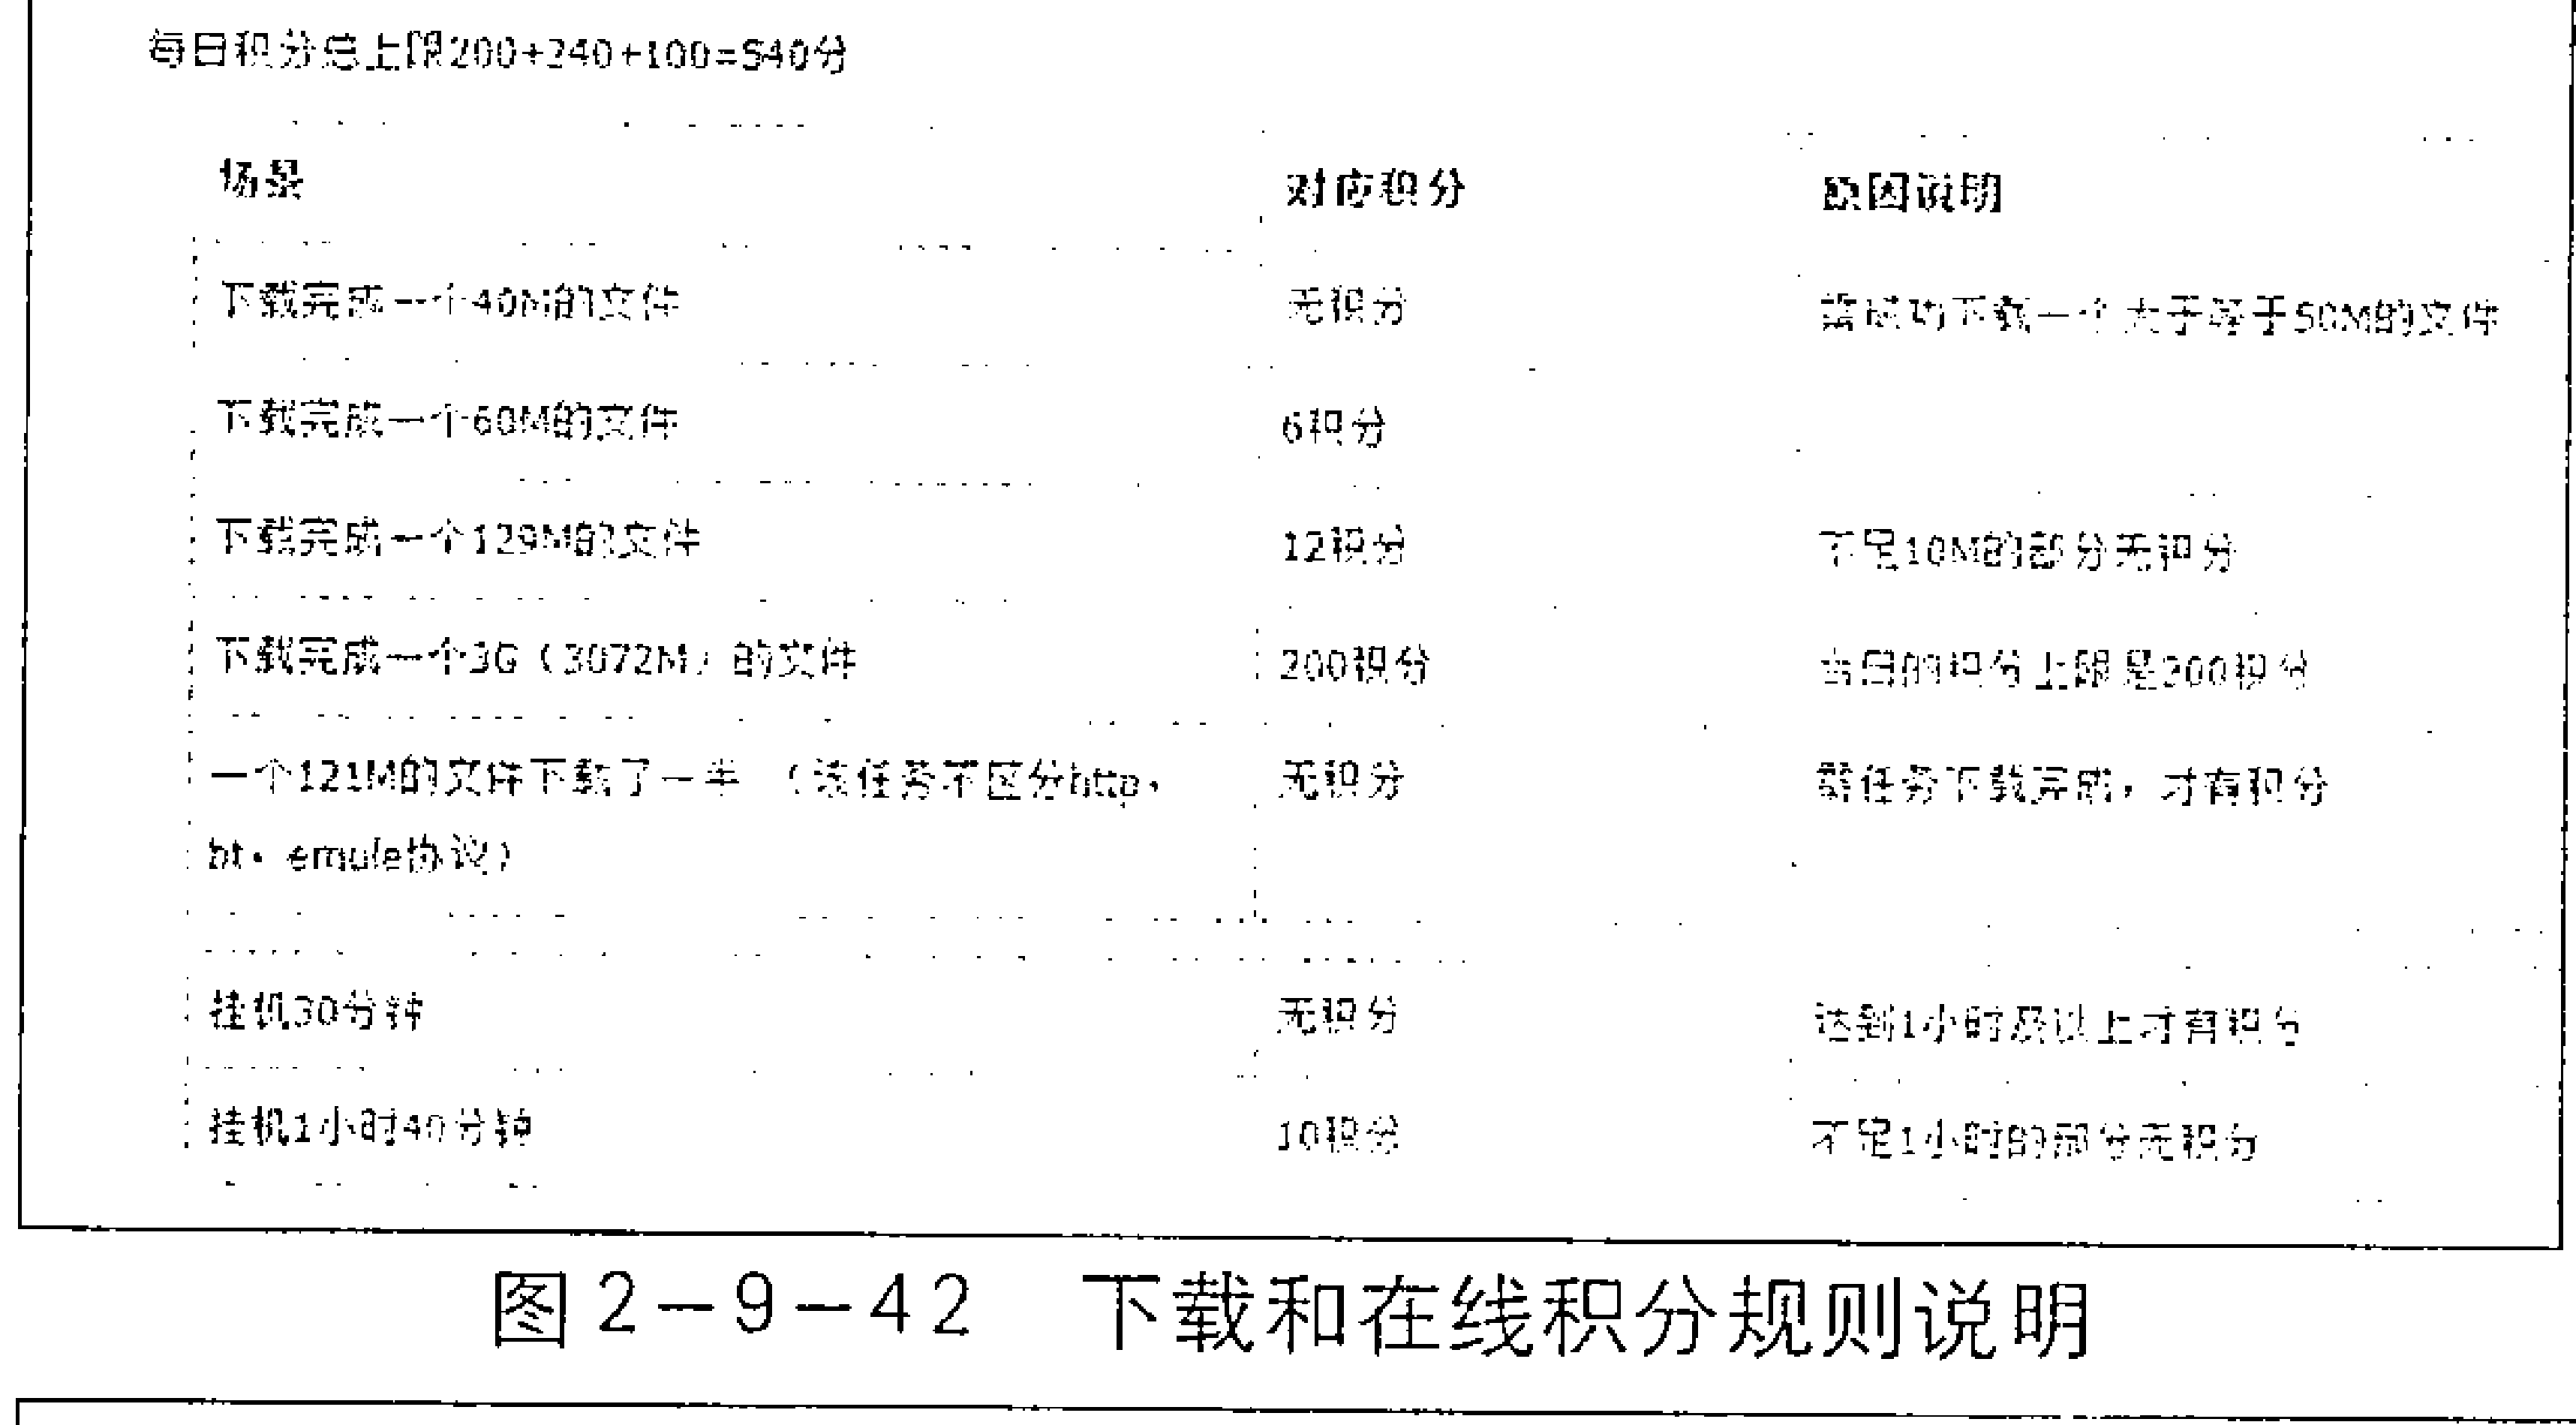 每日积分总上限200+240+100=540分
场景 对应积分 原因说明
下载完成一个40M的文件 无积分 需成功下载一个大于等于50M的文件
下载完成一个60M的文件 6积分
下载完成一个129M的文件 12积分 不足10M的部分无积分
下载完成一个3G（3072M）的文件 200积分 当日的积分上限是200积分
一个121M的文件下载了一半 （该任务不区分http， 无积分 需任务下载完成，才有积分
bt，emule协议）
挂机30分钟 无积分 达到1小时及以上才有积分
挂机1小时40分钟 10积分 不足1小时的部分无积分
图2－9－42 下载和在线积分规则说明